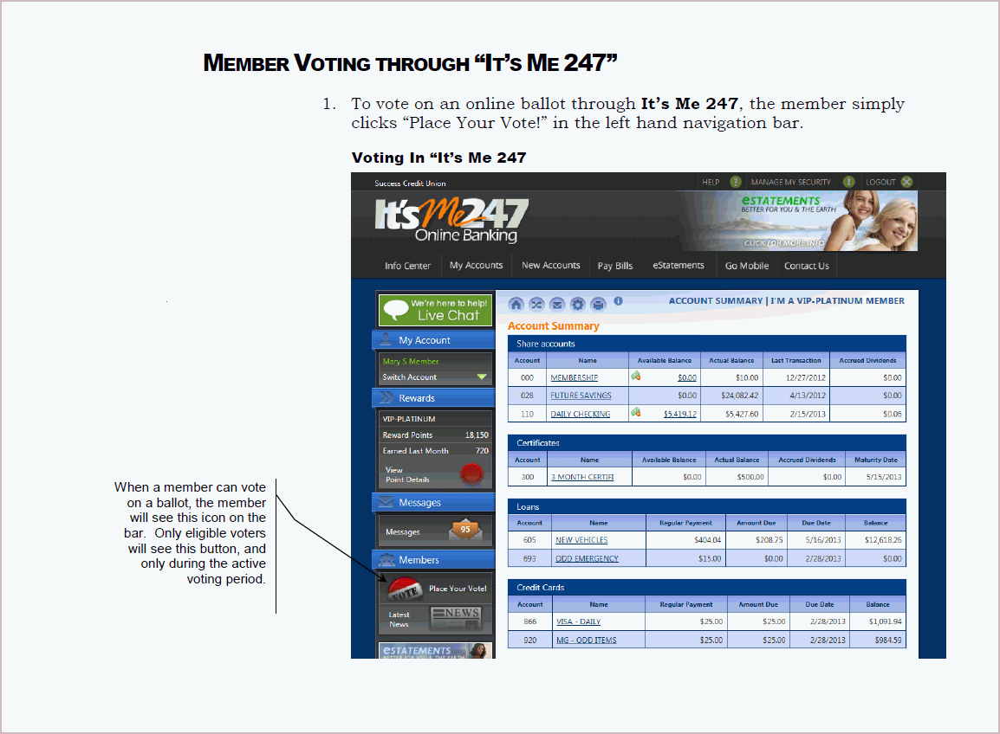 MEMBER VOTING THROUGH “IT’S ME 247”
1. To vote on an online ballot through It’s Me 247, the member simply
clicks “Place Your Vote!” in the left hand navigation bar.
Voting In “It’s Me 247
Success Credit Union
HELP ? MANAGE MY SECURITY ! LOGOUT X
It's Me 247
Online Banking
eSTATEMENTS
BETTER FOR YOU & THE EARTH
CLICK FOR MORE INFO
Info Center My Accounts New Accounts Pay Bills eStatements Go Mobile Contact Us
We're here to help!
Live Chat
My Account
Mary S Member
Switch Account
Rewards
VIP-PLATINUM
Reward Points 18,150
Earned Last Month 720
View
Point Details
Messages
Messages 95
Members
VOTE Place Your Vote!
Latest
News
NEWS
eSTATEMENTS
BETTER FOR YOU & THE EARTH
ACCOUNT SUMMARY | I'M A VIP-PLATINUM MEMBER
Account Summary
Share accounts
Account Name Available Balance Actual Balance Last Transaction Accrued Dividends
000 MEMBERSHIP $0.00 $10.00 12/27/2012 $0.00
028 FUTURE SAVINGS $0.00 $24,082.42 4/13/2012 $0.00
110 DAILY CHECKING $5,419.12 $5,427.60 2/15/2013 $0.06
Certificates
Account Name Available Balance Actual Balance Accrued Dividends Maturity Date
300 3 MONTH CERTIFI $0.00 $500.00 $0.00 5/15/2013
Loans
Account Name Regular Payment Amount Due Due Date Balance
605 NEW VEHICLES $404.04 $208.75 5/16/2013 $12,618.26
693 ODD EMERGENCY $15.00 $0.00 2/28/2013 $0.00
Credit Cards
Account Name Regular Payment Amount Due Due Date Balance
866 VISA - DAILY $25.00 $25.00 2/28/2013 $1,091.94
920 MG - ODD ITEMS $25.00 $25.00 2/28/2013 $984.59
When a member can vote
on a ballot, the member
will see this icon on the
bar. Only eligible voters
will see this button, and
only during the active
voting period.